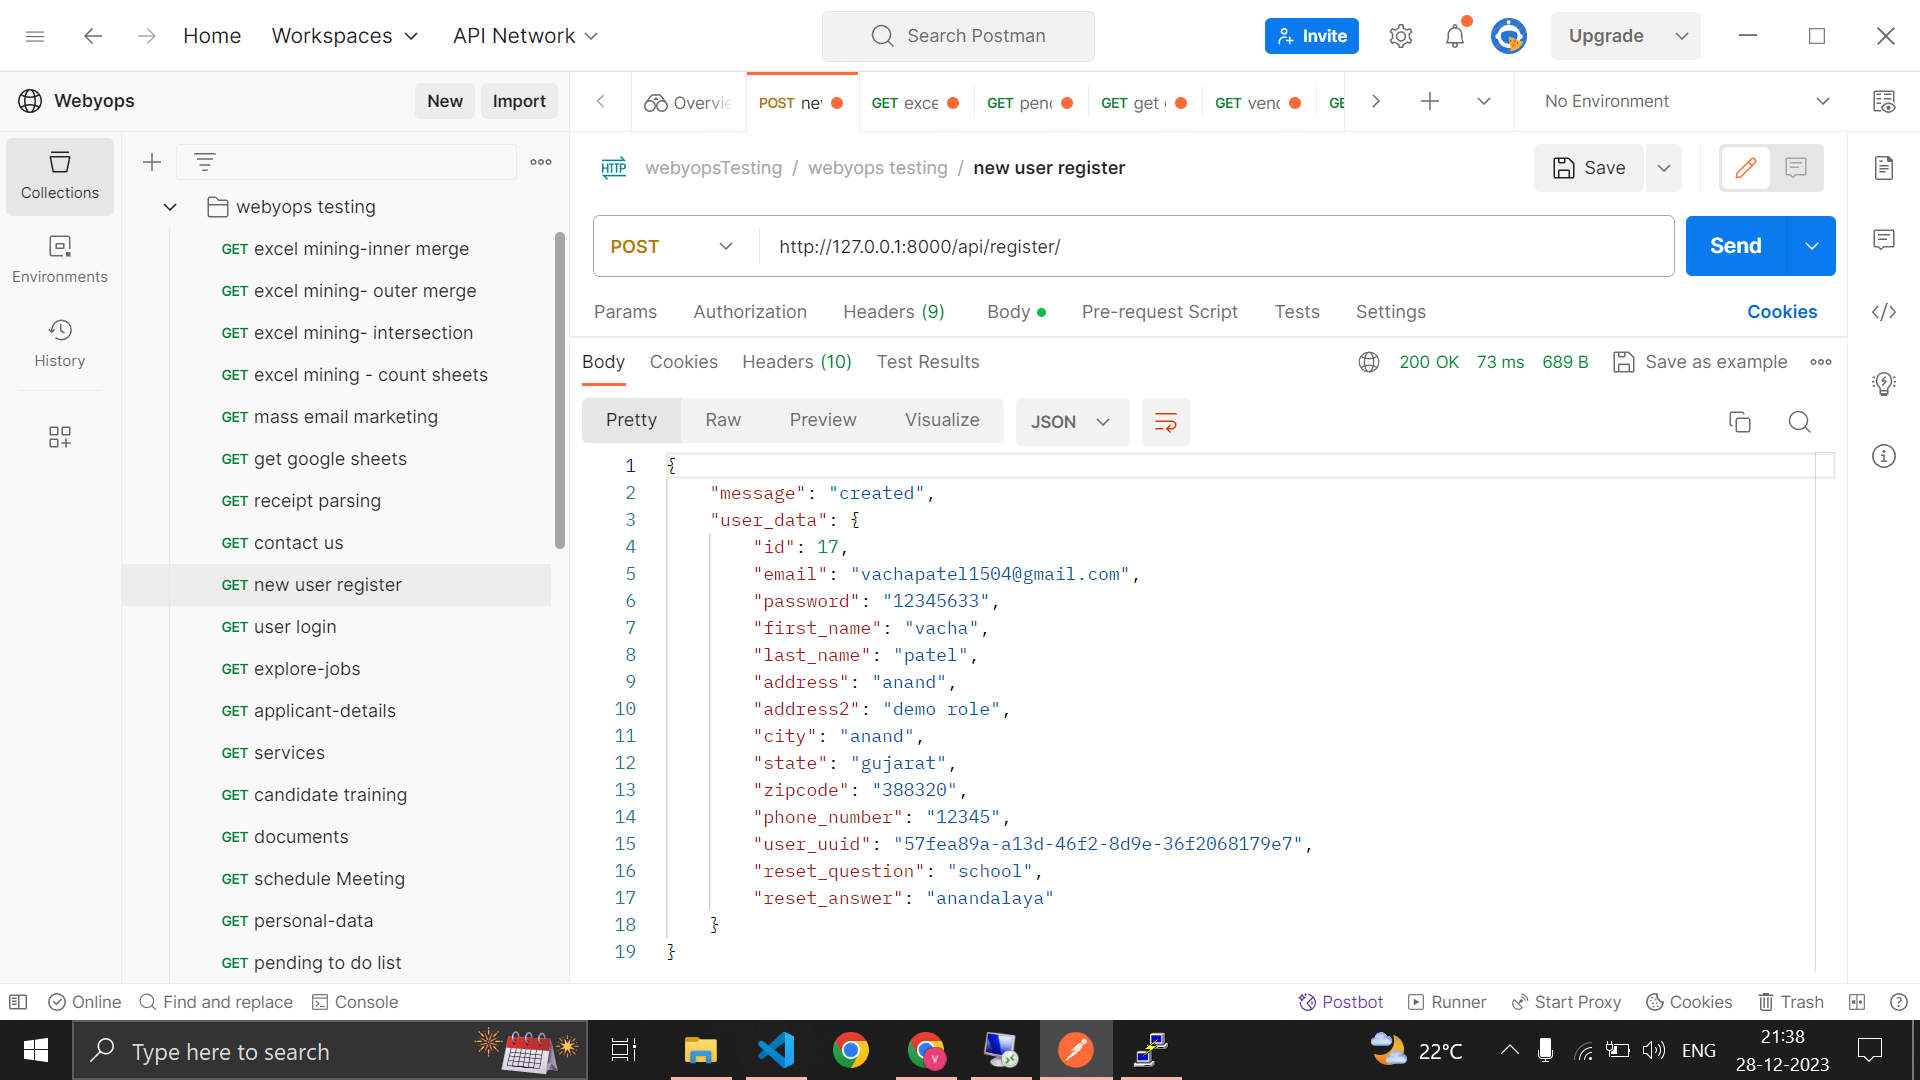 Home Workspaces API Network Search Postman Invite Upgrade
Webyops New Import Overvie POST ne GET exce GET pend GET get GET vend GE No Environment
Collections
Environments
History
webyops testing
GET excel mining-inner merge
GET excel mining- outer merge
GET excel mining- intersection
GET excel mining - count sheets
GET mass email marketing
GET get google sheets
GET receipt parsing
GET contact us
GET new user register
GET user login
GET explore-jobs
GET applicant-details
GET services
GET candidate training
GET documents
GET schedule Meeting
GET personal-data
GET pending to do list
HTTP webyopsTesting / webyops testing / new user register Save
POST http://127.0.0.1:8000/api/register/ Send
Params Authorization Headers (9) Body Pre-request Script Tests Settings Cookies
Body Cookies Headers (10) Test Results 200 OK 73 ms 689 B Save as example
Pretty Raw Preview Visualize JSON
1 {
2 "message": "created",
3 "user_data": {
4 "id": 17,
5 "email": "vachapatel1504@gmail.com",
6 "password": "12345633",
7 "first_name": "vacha",
8 "last_name": "patel",
9 "address": "anand",
10 "address2": "demo role",
11 "city": "anand",
12 "state": "gujarat",
13 "zipcode": "388320",
14 "phone_number": "12345",
15 "user_uuid": "57fea89a-a13d-46f2-8d9e-36f2068179e7",
16 "reset_question": "school",
17 "reset_answer": "anandalaya"
18 }
19 }
Online Find and replace Console Postbot Runner Start Proxy Cookies Trash
Type here to search 22°C ENG 21:38
28-12-2023